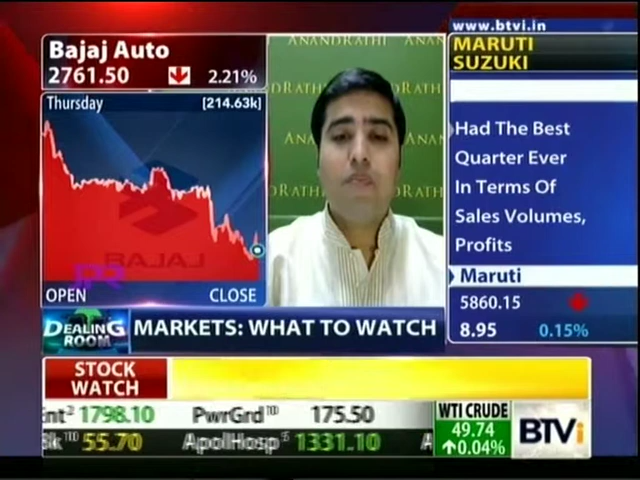 www.btvi.in
Bajaj Auto
2761.50 2.21%
Thursday [214.63k]
BAJAJ
JPR
OPEN CLOSE
ANANDRATHI
MARUTI
SUZUKI
Had The Best
Quarter Ever
In Terms Of
Sales Volumes,
Profits
Maruti
5860.15
8.95 0.15%
DEALING
ROOM
MARKETS: WHAT TO WATCH
STOCK
WATCH
1798.10 PwrGrd 175.50
55.70 ApolHosp 1331.10
WTI CRUDE
49.74
0.04%
BTVi